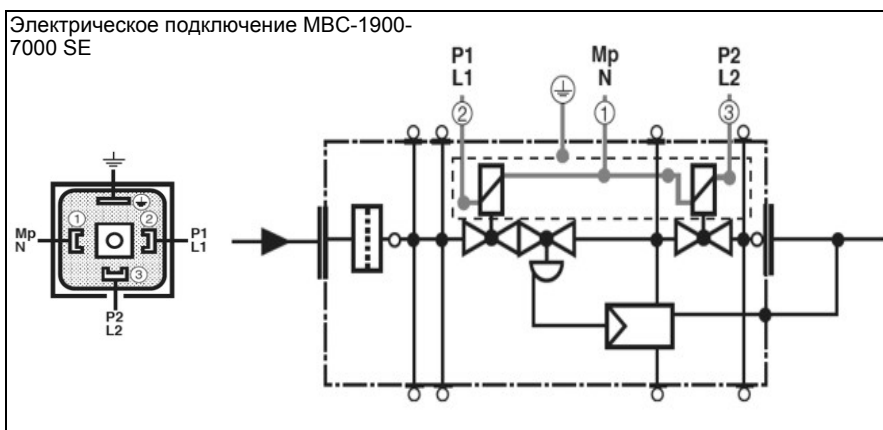 Электрическое подключение MBC-1900-
7000 SE
P1
L1
Mp
N
P2
L2
2
1
3
1
2
Mp
N
P1
L1
3
P2
L2